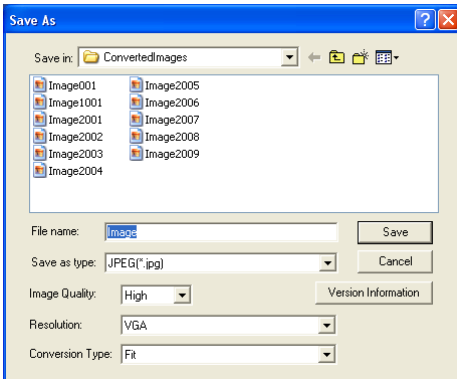 Save As
Save in: ConvertedImages
Image001 Image2005
Image1001 Image2006
Image2001 Image2007
Image2002 Image2008
Image2003 Image2009
Image2004
File name: Image Save
Save as type: JPEG(*.jpg) Cancel
Image Quality: High Version Information
Resolution: VGA
Conversion Type: Fit